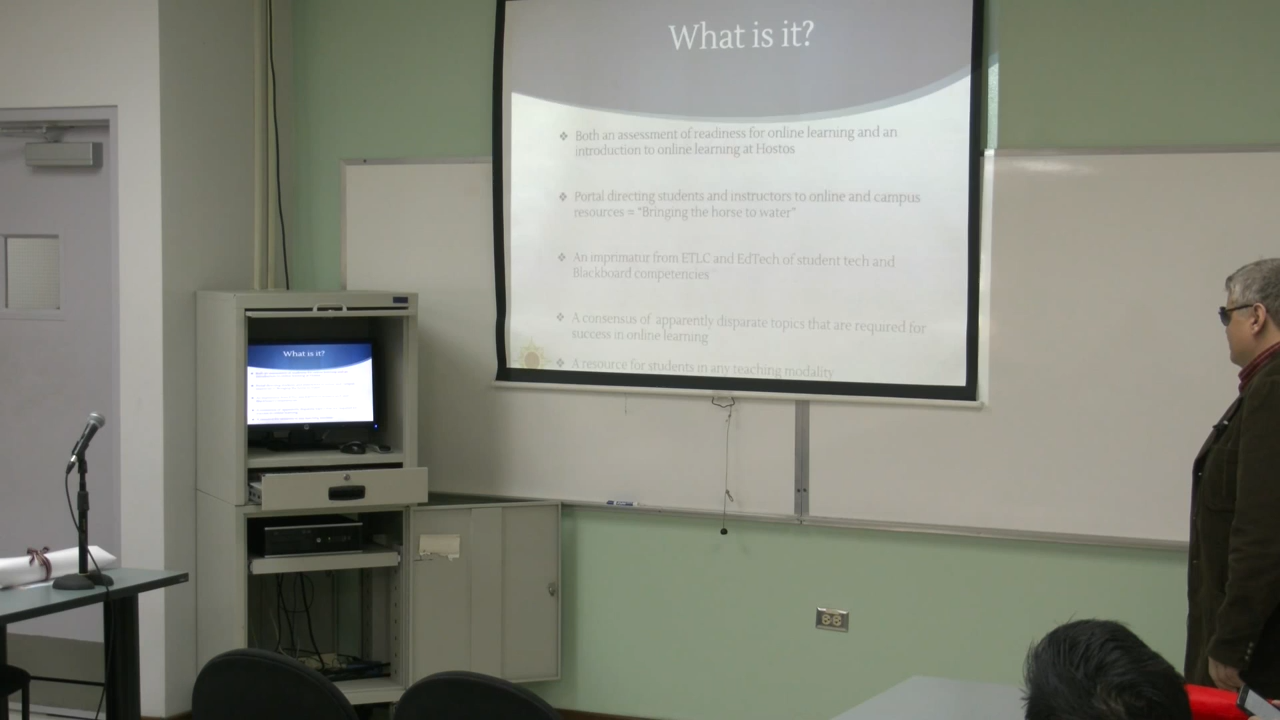 What is it?
❖ Both an assessment of readiness for online learning and an
introduction to online learning at Hostos
❖ Portal directing students and instructors to online and campus
resources = "Bringing the horse to water"
❖ An imprimatur from ETLC and EdTech of student tech and
Blackboard competencies
❖ A consensus of apparently disparate topics that are required for
success in online learning
❖ A resource for students in any teaching modality
What is it?